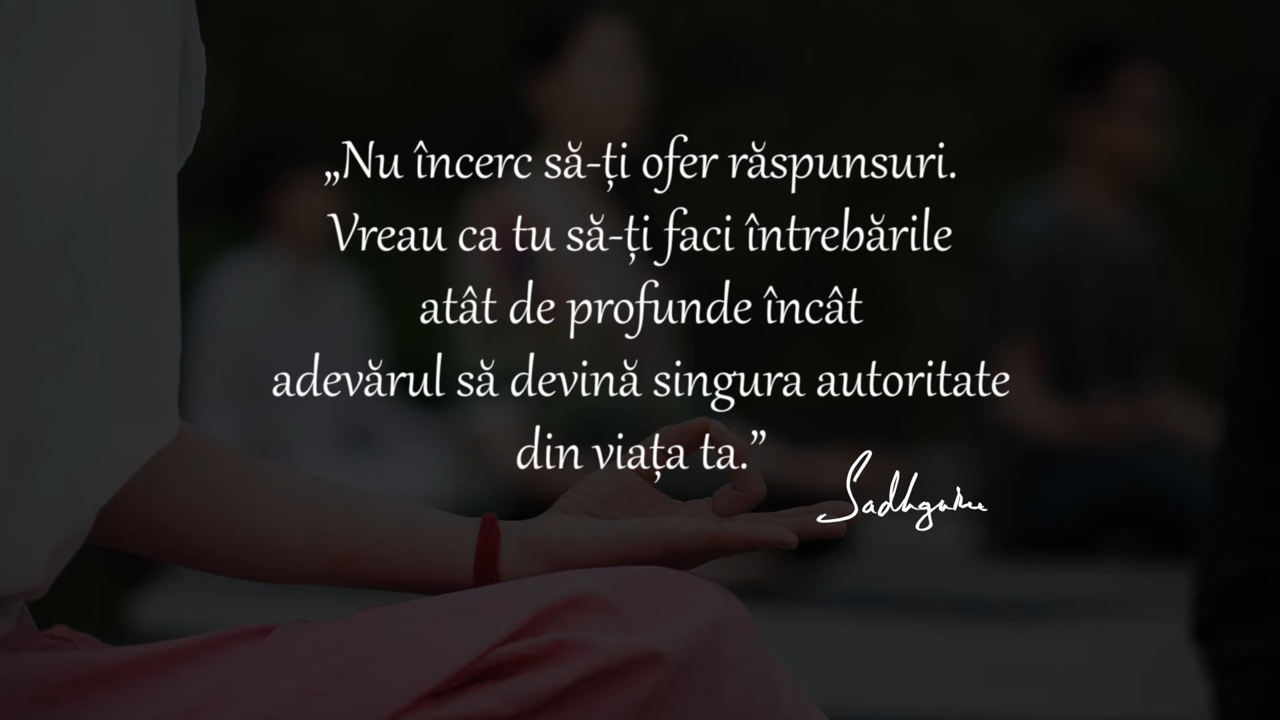 „Nu încerc să-ți ofer răspunsuri.
Vreau ca tu să-ți faci întrebările
atât de profunde încât
adevărul să devină singura autoritate
din viața ta.”
Sadhguru